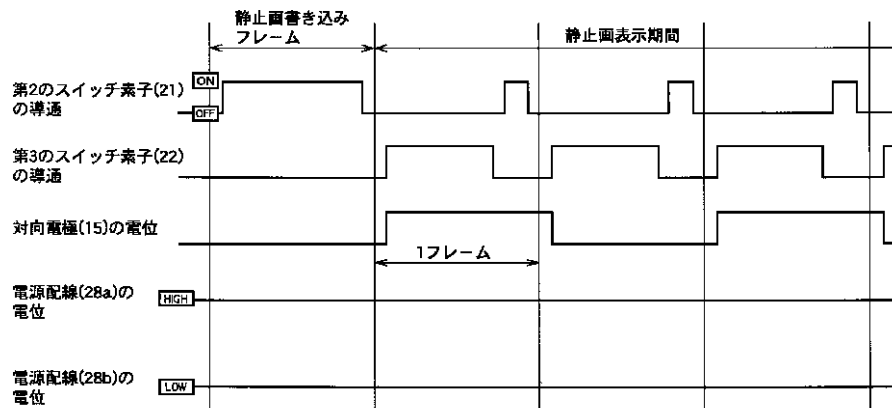 静止画書き込み
フレーム
静止画表示期間
第2のスイッチ素子(21)
の導通
ON
OFF
第3のスイッチ素子(22)
の導通
対向電極(15)の電位
1フレーム
電源配線(28a)の
電位
HIGH
電源配線(28b)の
電位
LOW